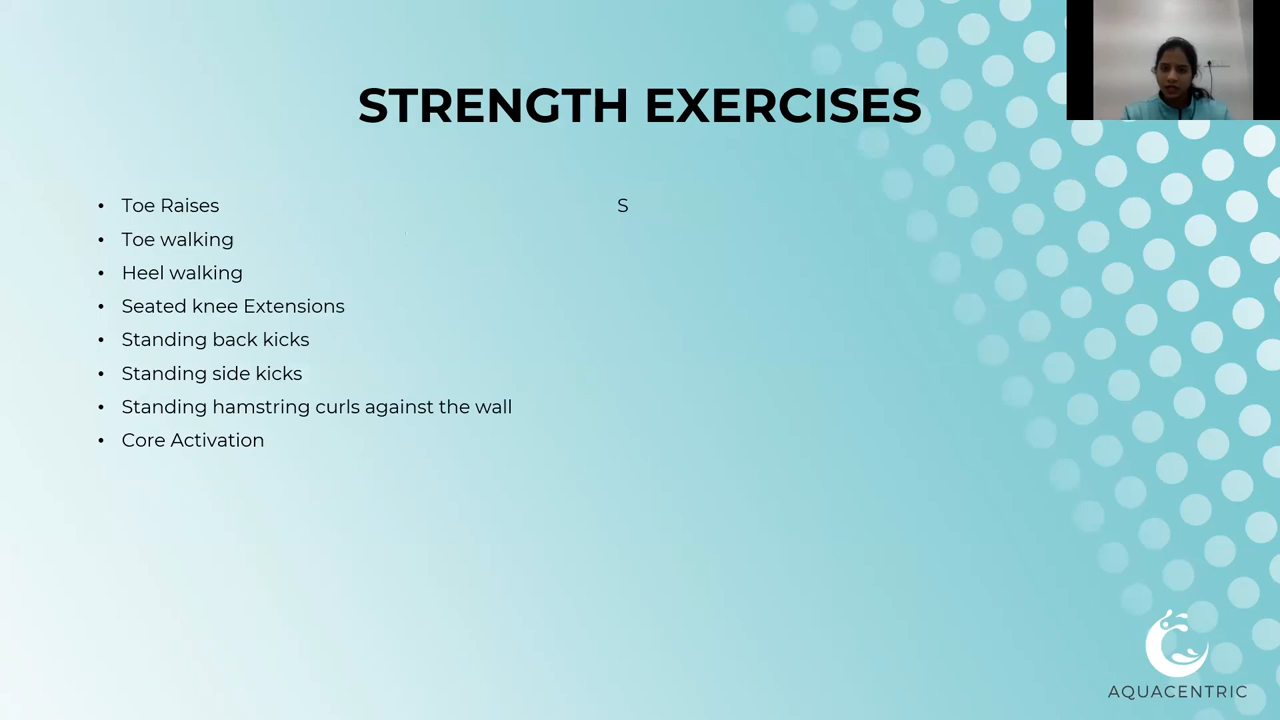 STRENGTH EXERCISES
• Toe Raises
• Toe walking
• Heel walking
• Seated knee Extensions
• Standing back kicks
• Standing side kicks
• Standing hamstring curls against the wall
• Core Activation
S
AQUACENTRIC